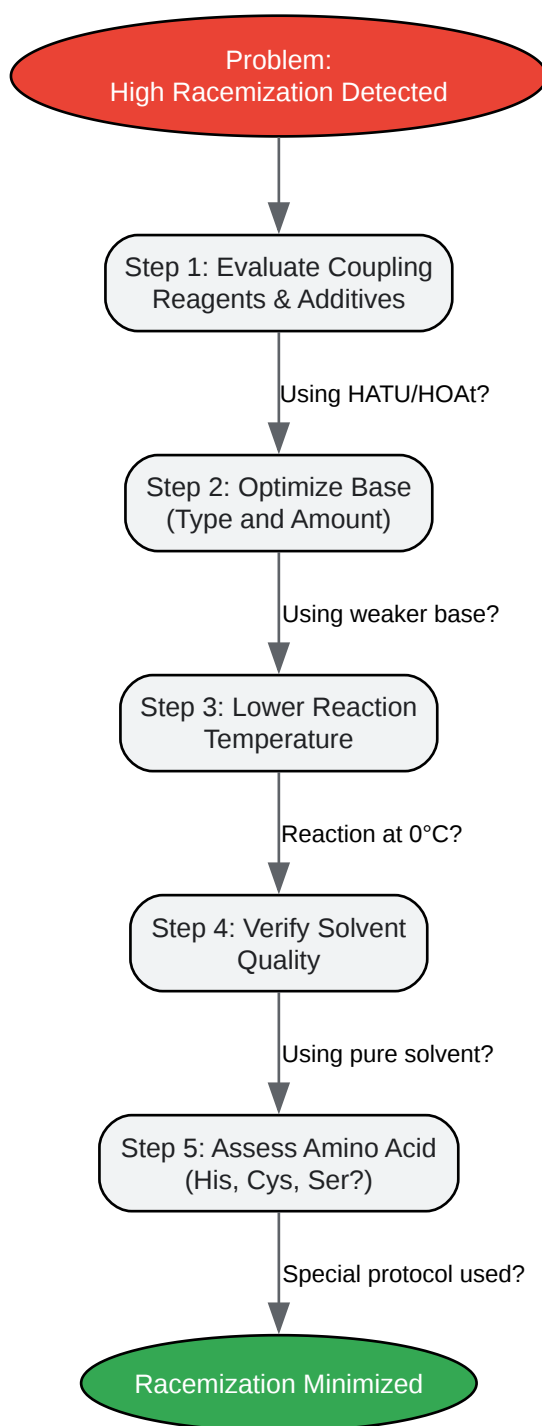 Problem:
High Racemization Detected
Step 1: Evaluate Coupling
Reagents & Additives
Using HATU/HOAt?
Step 2: Optimize Base
(Type and Amount)
Using weaker base?
Step 3: Lower Reaction
Temperature
Reaction at 0°C?
Step 4: Verify Solvent
Quality
Using pure solvent?
Step 5: Assess Amino Acid
(His, Cys, Ser?)
Special protocol used?
Racemization Minimized